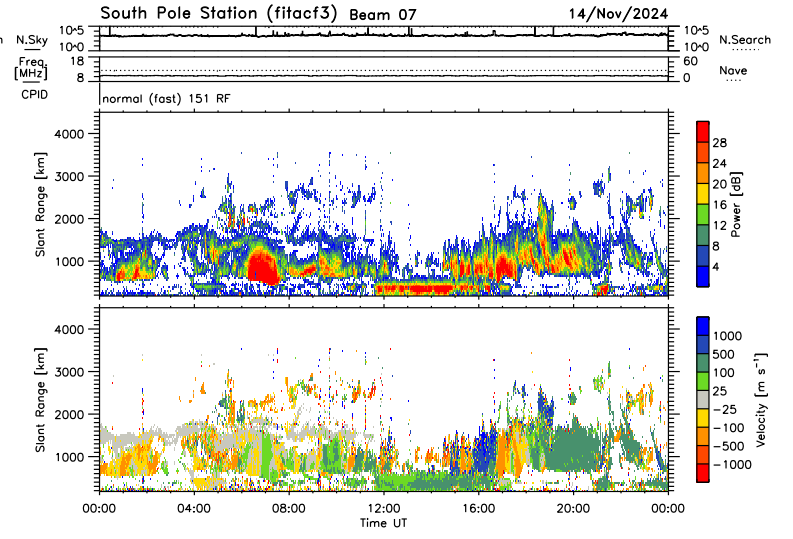 South Pole Station (fitacf3) Beam 07 14/Nov/2024
n N.Sky 10^5 10^0 10^5 10^0 N.Search
Freq. [MHz] 18 8 60 0 Nave
CPID normal (fast) 151 RF
Slant Range [km] 4000 3000 2000 1000
28 24 20 16 12 8 4 Power [dB]
Slant Range [km] 4000 3000 2000 1000
1000 500 100 25 -25 -100 -500 -1000 Velocity [m s⁻¹]
00:00 04:00 08:00 12:00 16:00 20:00 00:00
Time UT